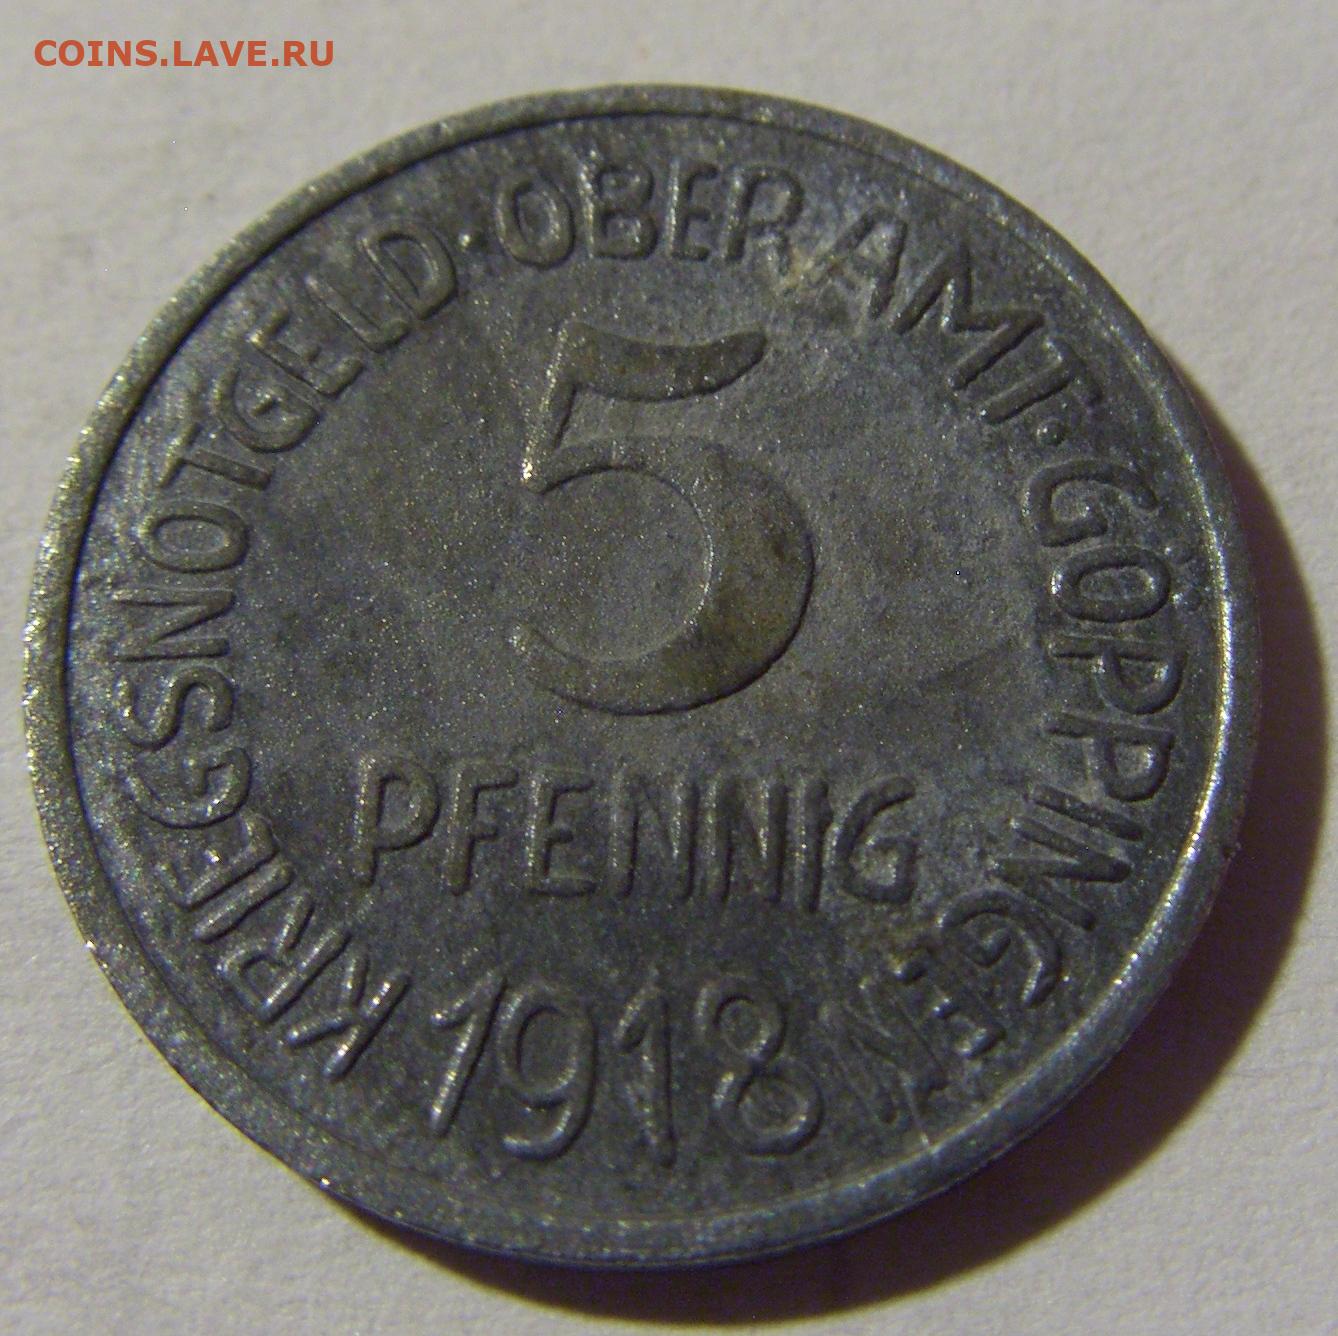 COINS.LAVE.RU
KRIEGSNOTGELD·OBERAMT·GÖPPINGEN
5
PFENNIG
1918